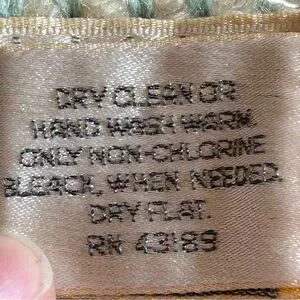 DRY CLEAN OR
HAND WASH WARM.
ONLY NON-CHLORINE
BLEACH, WHEN NEEDED.
DRY FLAT.
RN 43189